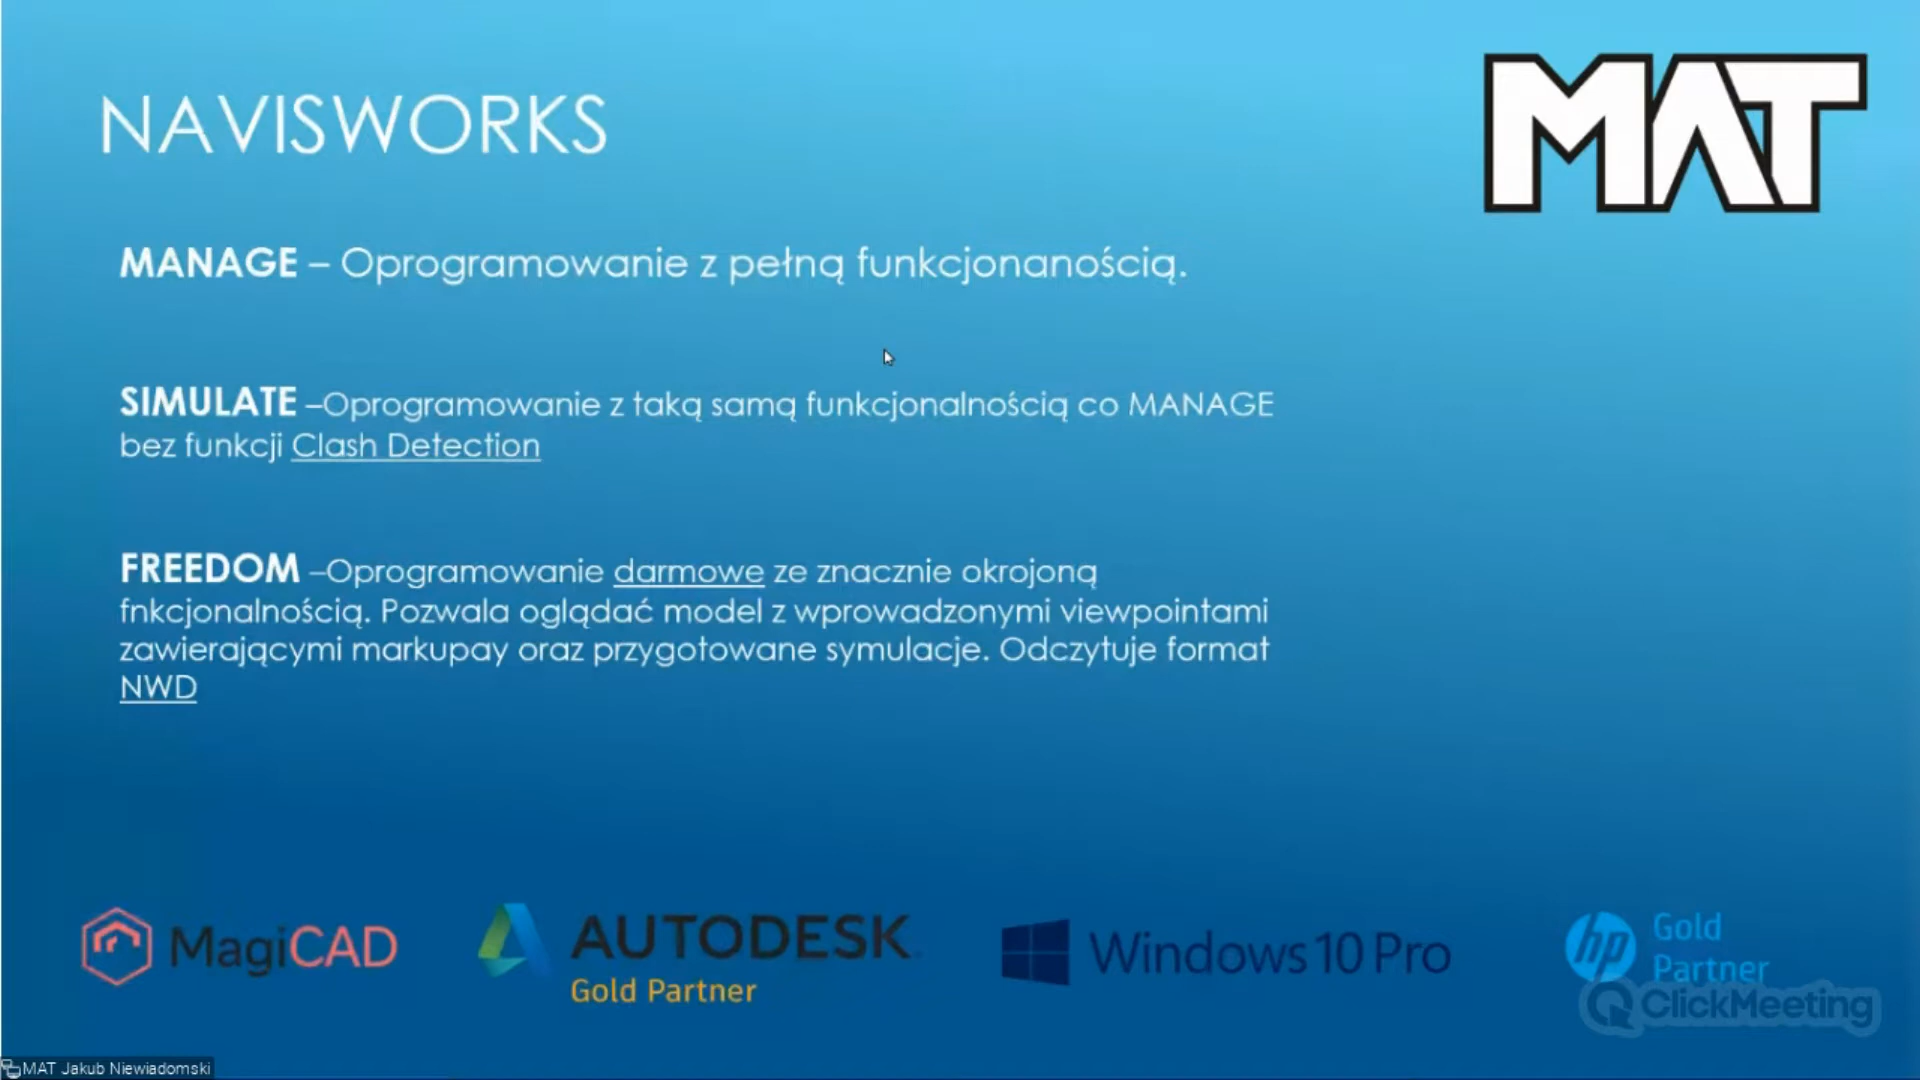 NAVISWORKS
MAT
MANAGE – Oprogramowanie z pełną funkcjonanością.
SIMULATE –Oprogramowanie z taką samą funkcjonalnością co MANAGE
bez funkcji Clash Detection
FREEDOM –Oprogramowanie darmowe ze znacznie okrojoną
fnkcjonalnością. Pozwala oglądać model z wprowadzonymi viewpointami
zawierającymi markupay oraz przygotowane symulacje. Odczytuje format
NWD
MagiCAD
AUTODESK
Gold Partner
Windows 10 Pro
hp
Gold
Partner
ClickMeeting
MAT Jakub Niewiadomski